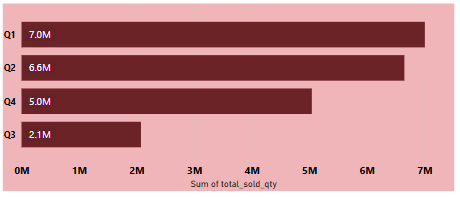 Q1 7.0M
Q2 6.6M
Q4 5.0M
Q3 2.1M
0M 1M 2M 3M 4M 5M 6M 7M
Sum of total_sold_qty